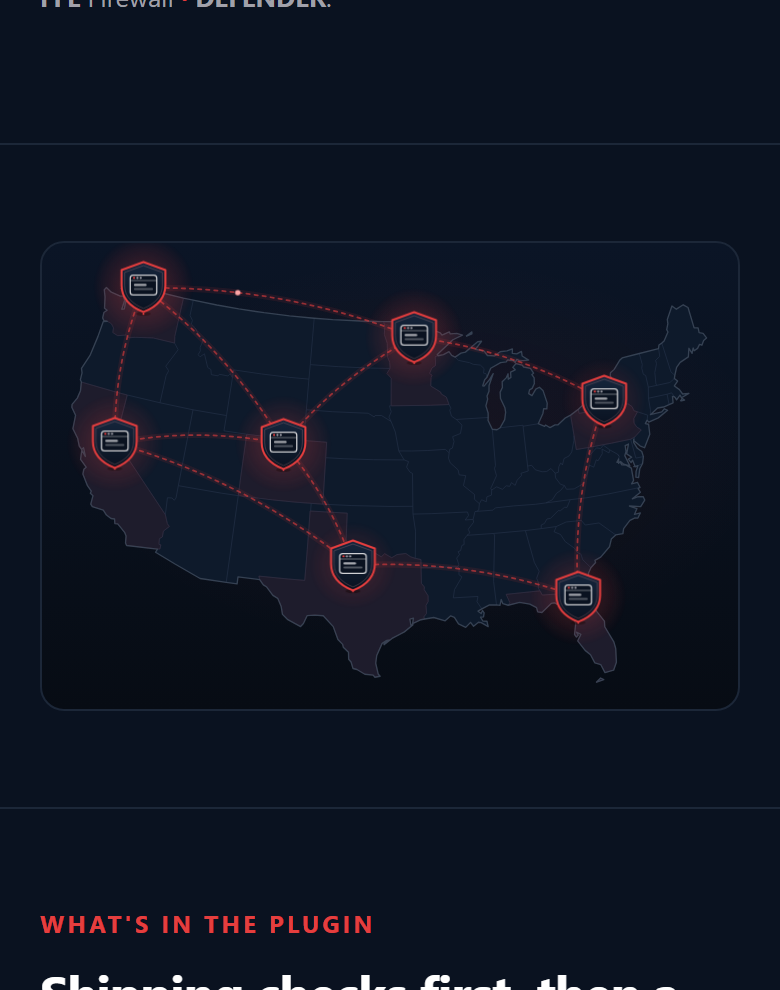 Firewall • DEFENDER.
WHAT'S IN THE PLUGIN
Shipping checks first, then a